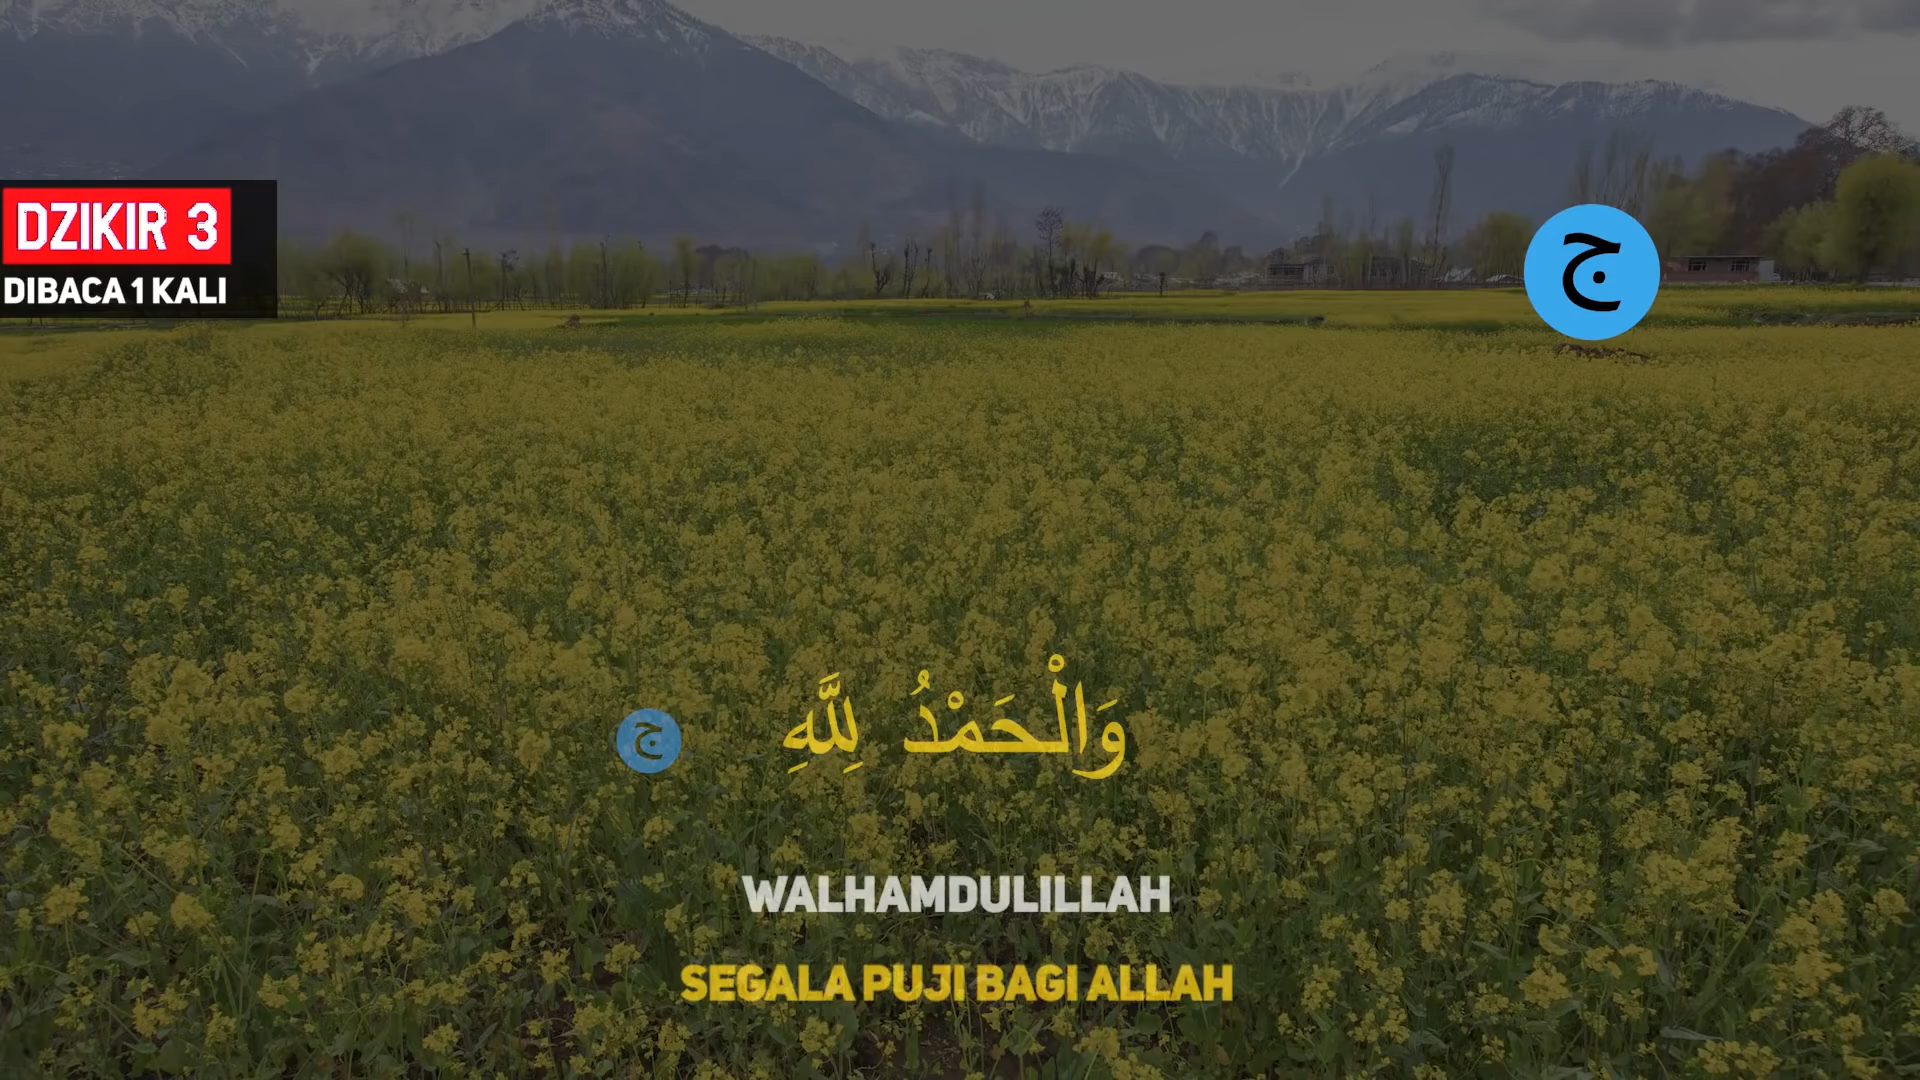 DZIKIR 3
DIBACA 1 KALI
ج
وَالْحَمْدُ لِلَّهِ
ج
WALHAMDULILLAH
SEGALA PUJI BAGI ALLAH